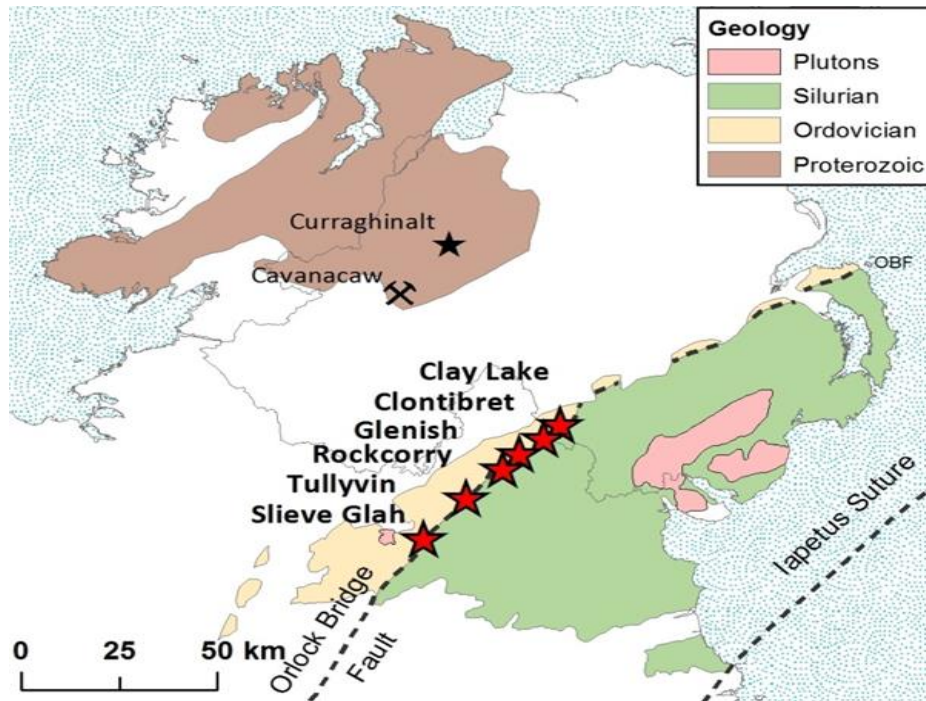 Geology
Plutons
Silurian
Ordovician
Proterozoic
Curraghinalt
Cavanacaw
OBF
Clay Lake
Clontibret
Glenish
Rockcorry
Tullyvin
Slieve Glah
Iapetus Suture
Orlock Bridge
Fault
0 25 50 km